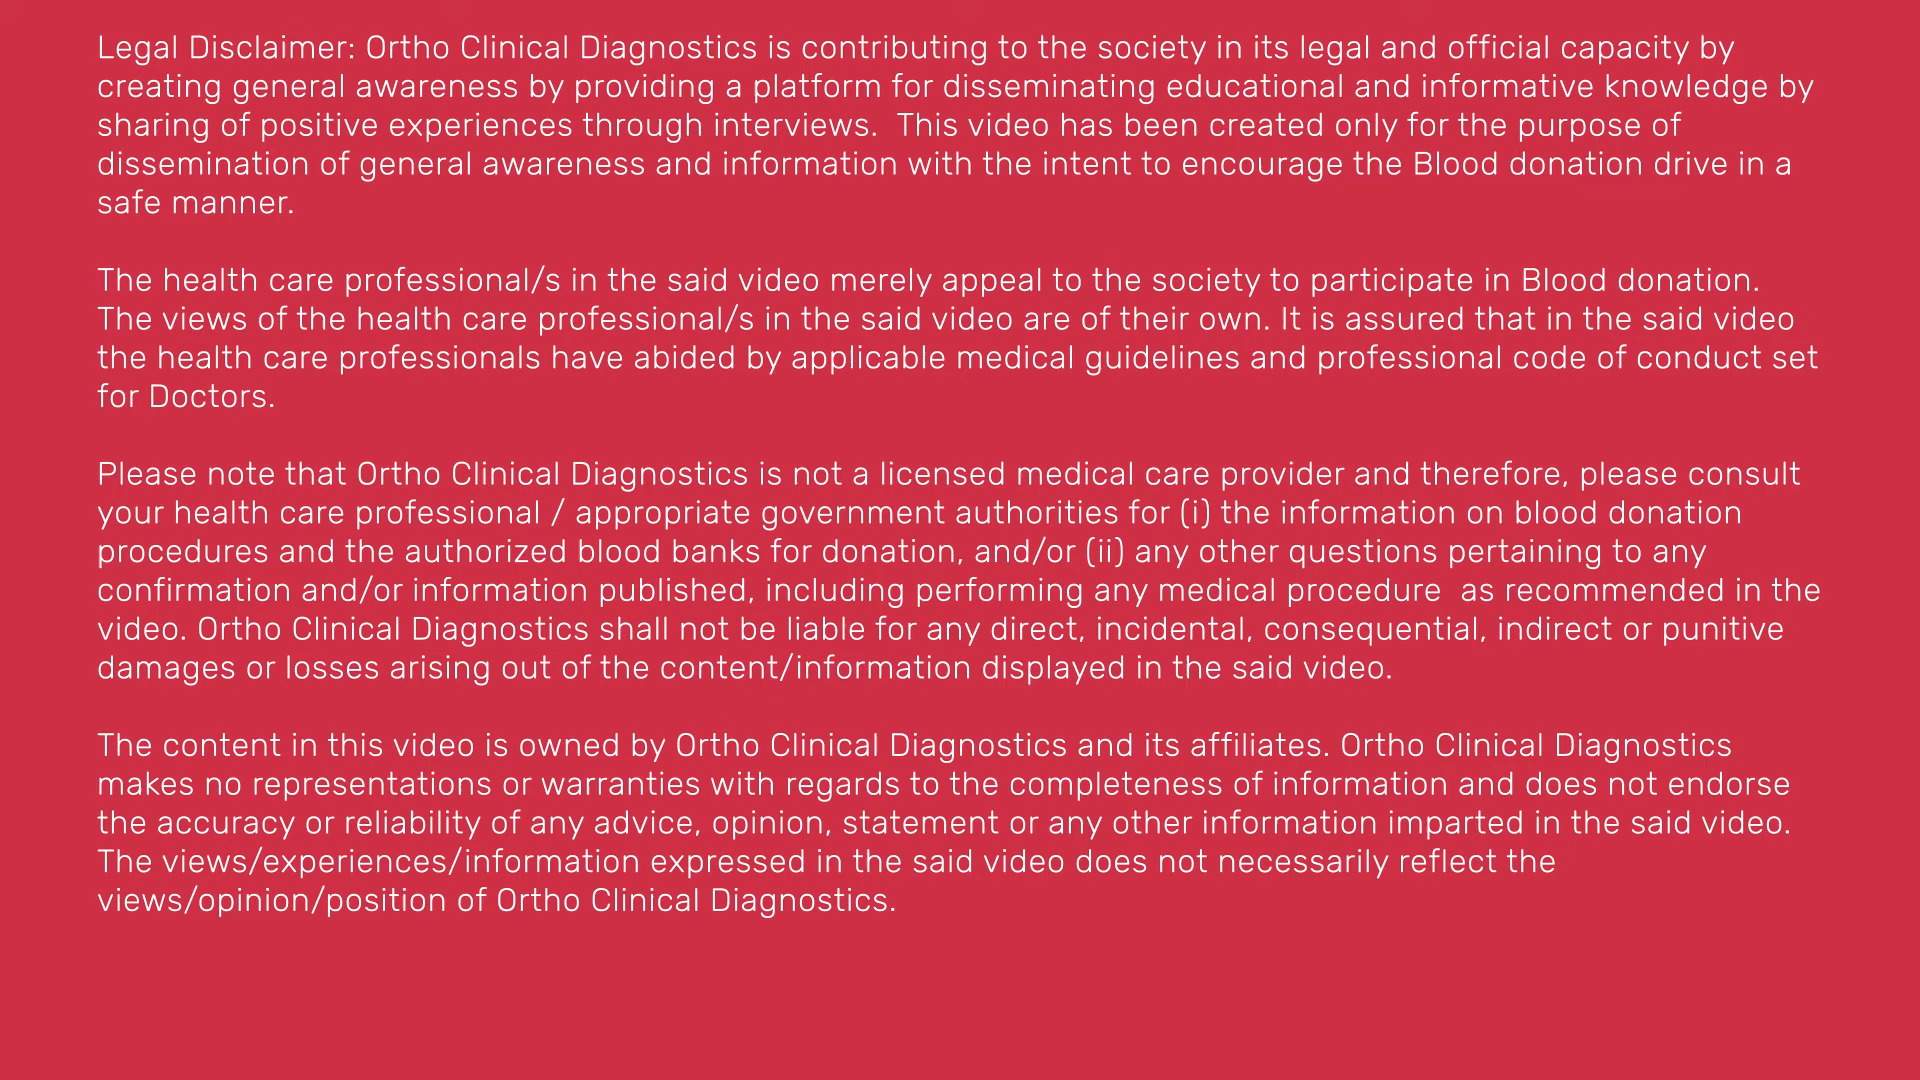 Legal Disclaimer: Ortho Clinical Diagnostics is contributing to the society in its legal and official capacity by
creating general awareness by providing a platform for disseminating educational and informative knowledge by
sharing of positive experiences through interviews.  This video has been created only for the purpose of
dissemination of general awareness and information with the intent to encourage the Blood donation drive in a
safe manner.
The health care professional/s in the said video merely appeal to the society to participate in Blood donation.
The views of the health care professional/s in the said video are of their own. It is assured that in the said video
the health care professionals have abided by applicable medical guidelines and professional code of conduct set
for Doctors.
Please note that Ortho Clinical Diagnostics is not a licensed medical care provider and therefore, please consult
your health care professional / appropriate government authorities for (i) the information on blood donation
procedures and the authorized blood banks for donation, and/or (ii) any other questions pertaining to any
confirmation and/or information published, including performing any medical procedure  as recommended in the
video. Ortho Clinical Diagnostics shall not be liable for any direct, incidental, consequential, indirect or punitive
damages or losses arising out of the content/information displayed in the said video.
The content in this video is owned by Ortho Clinical Diagnostics and its affiliates. Ortho Clinical Diagnostics
makes no representations or warranties with regards to the completeness of information and does not endorse
the accuracy or reliability of any advice, opinion, statement or any other information imparted in the said video.
The views/experiences/information expressed in the said video does not necessarily reflect the
views/opinion/position of Ortho Clinical Diagnostics.